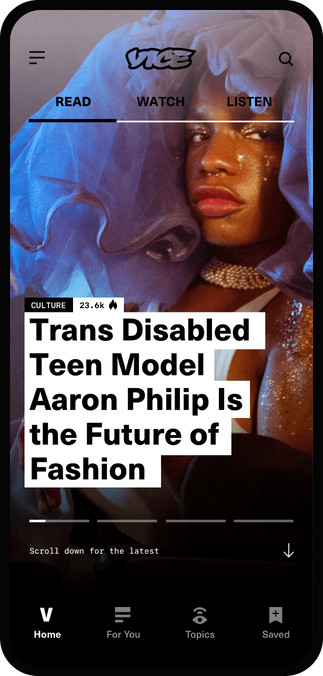 VICE
READ WATCH LISTEN
CULTURE 23.6k
Trans Disabled
Teen Model
Aaron Philip Is
the Future of
Fashion
Scroll down for the latest
V
Home For You Topics Saved